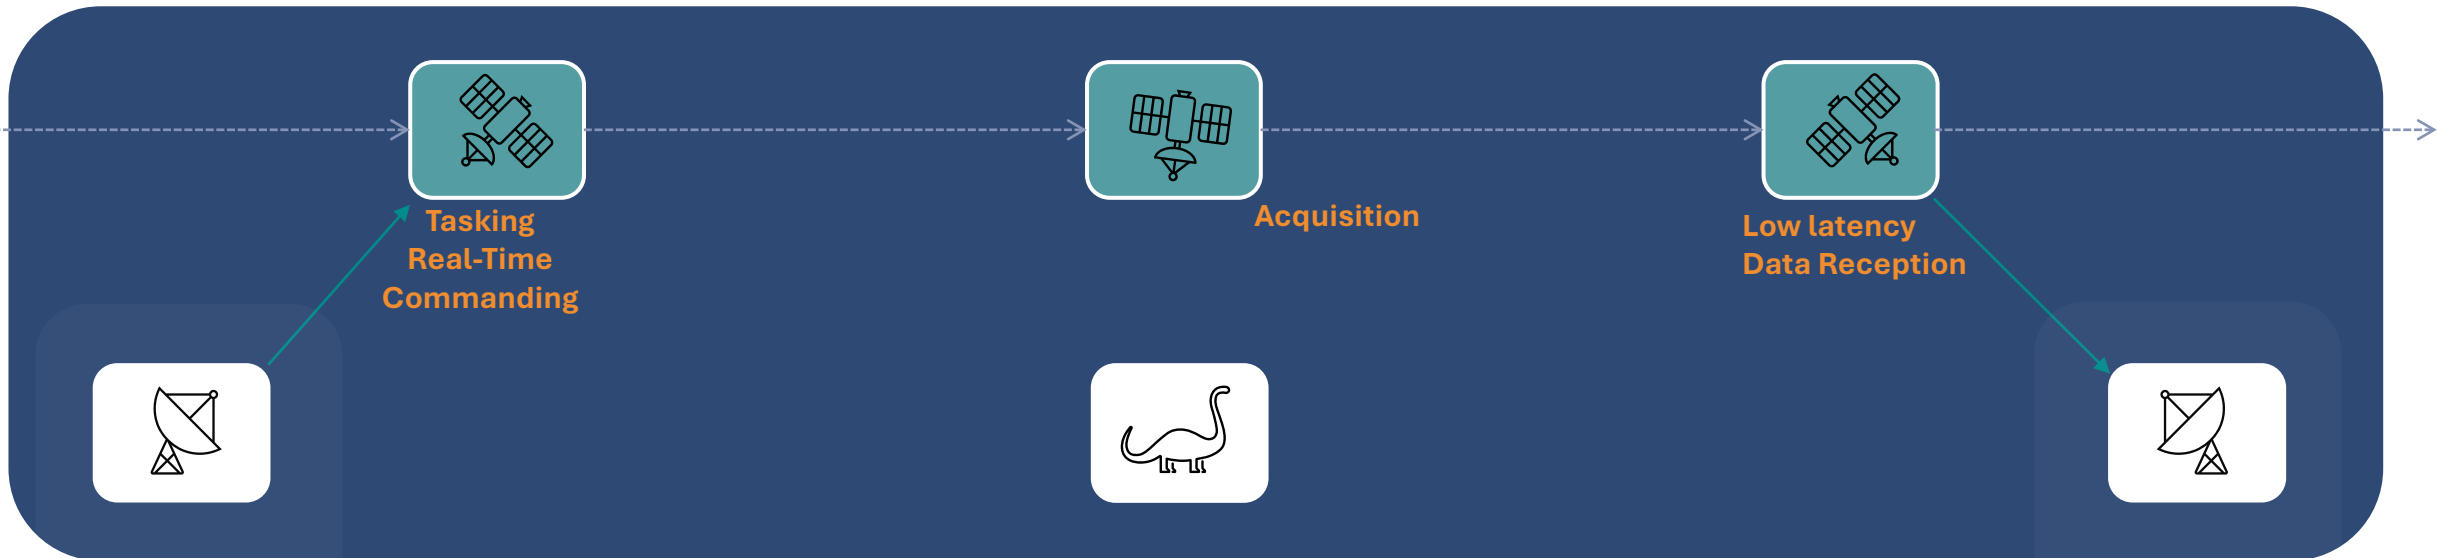 Tasking
Real-Time
Commanding
Acquisition
Low latency
Data Reception